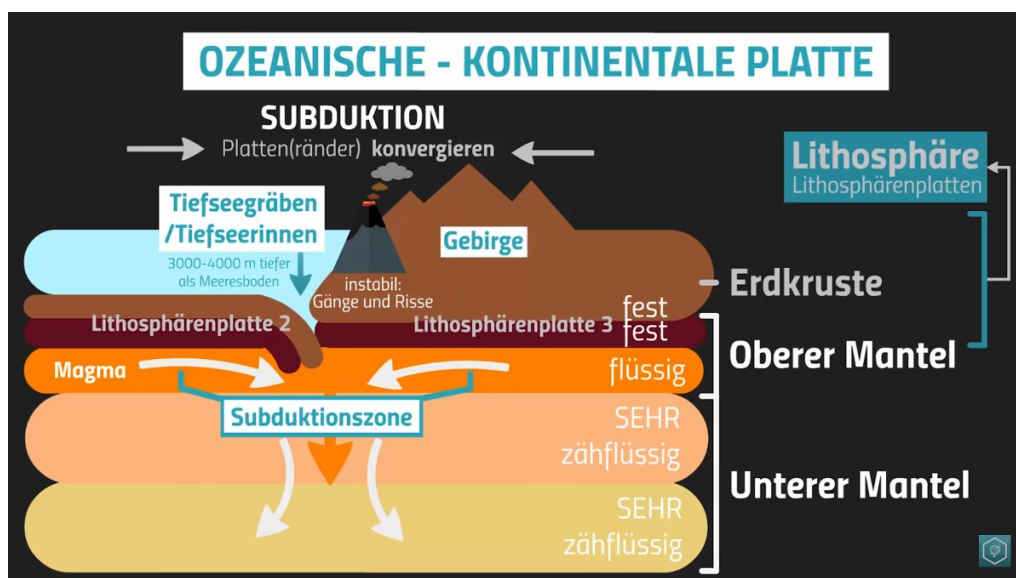 OZEANISCHE - KONTINENTALE PLATTE
SUBDUKTION
Platten(ränder) konvergieren
Lithosphäre
Lithosphärenplatten
Tiefseegräben
/Tiefseerinnen
3000-4000 m tiefer
als Meeresboden
Gebirge
instabil:
Gänge und Risse
Erdkruste
fest
Lithosphärenplatte 2
Lithosphärenplatte 3
fest
Oberer Mantel
Magma
flüssig
Subduktionszone
SEHR
zähflüssig
Unterer Mantel
SEHR
zähflüssig